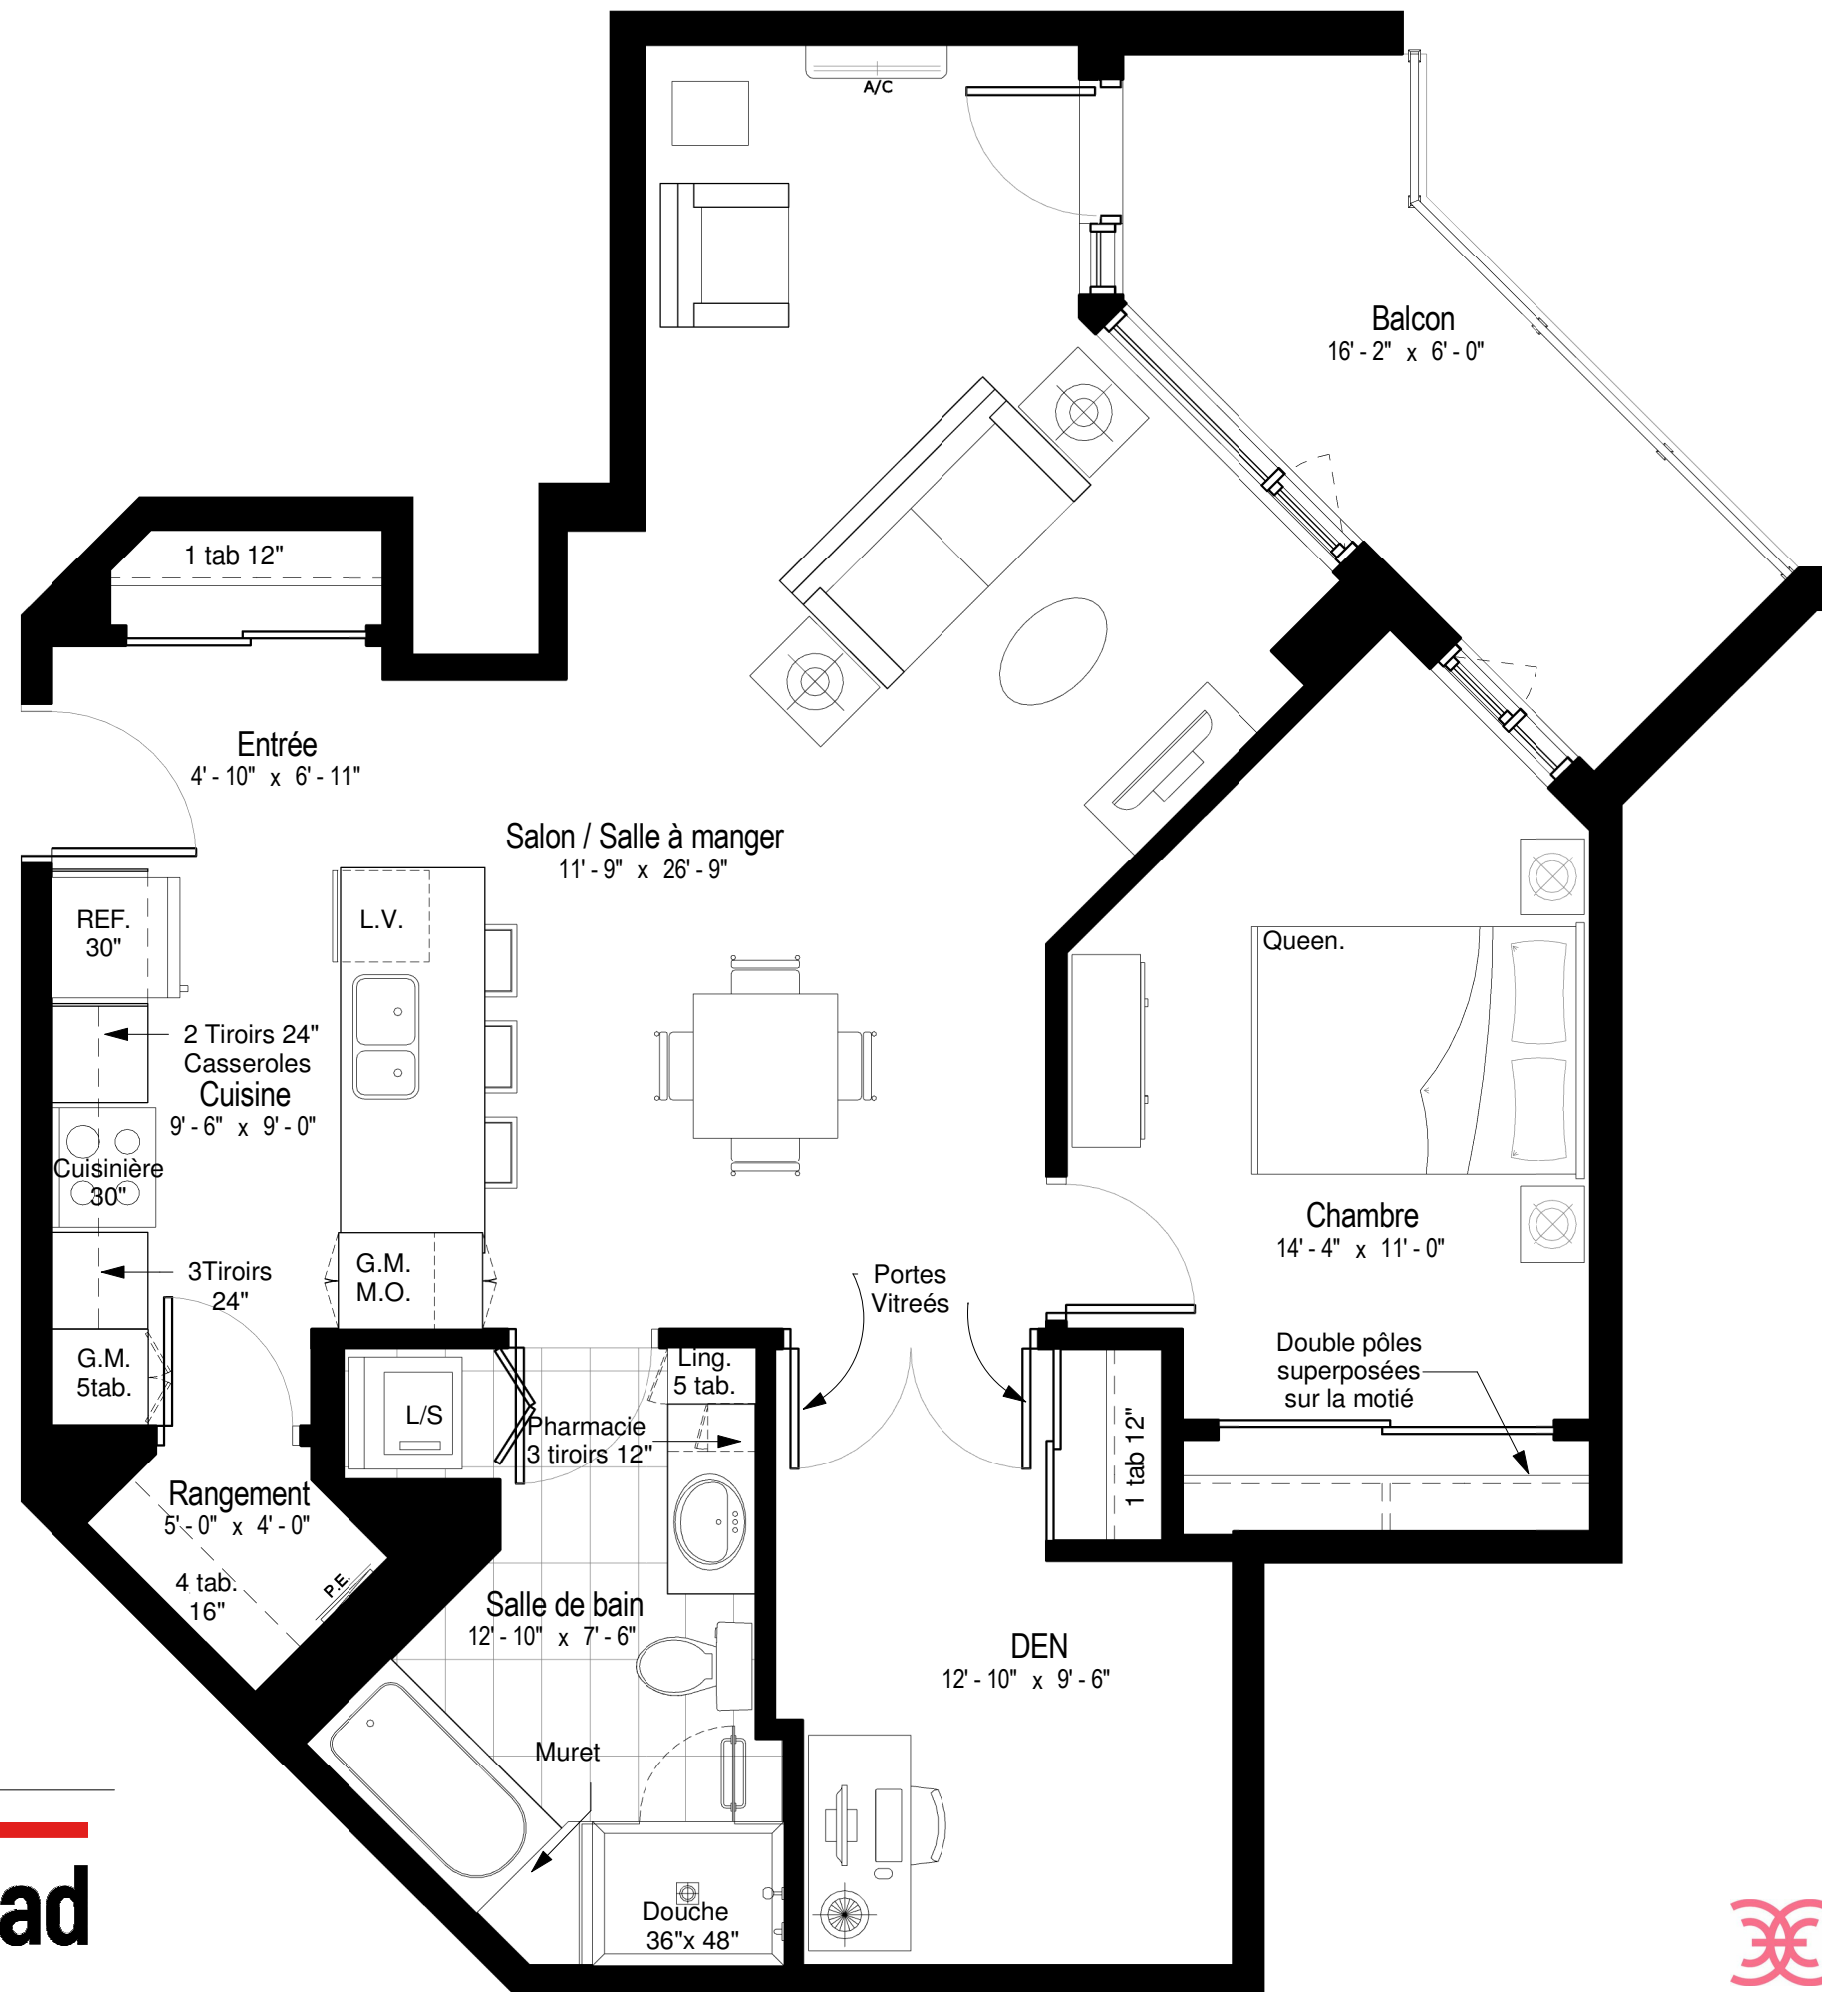 A/C
Balcon
16' - 2" x 6' - 0"
1 tab 12"
Entrée
4' - 10" x 6' - 11"
Salon / Salle à manger
11' - 9" x 26' - 9"
REF.
30"
L.V.
Queen.
2 Tiroirs 24"
Casseroles
Cuisine
9' - 6" x 9' - 0"
Cuisinière
30"
Chambre
14' - 4" x 11' - 0"
3Tiroirs
24"
G.M.
M.O.
Portes
Vitreés
G.M.
5tab.
L/S
Ling.
5 tab.
Pharmacie
3 tiroirs 12"
Double pôles
superposées
sur la motié
1 tab 12"
Rangement
5'- 0" x 4' - 0"
4 tab.
16"
P.E.
Salle de bain
12' - 10" x 7' - 6"
DEN
12' - 10" x 9' - 6"
Muret
Douche
36"x 48"
ad